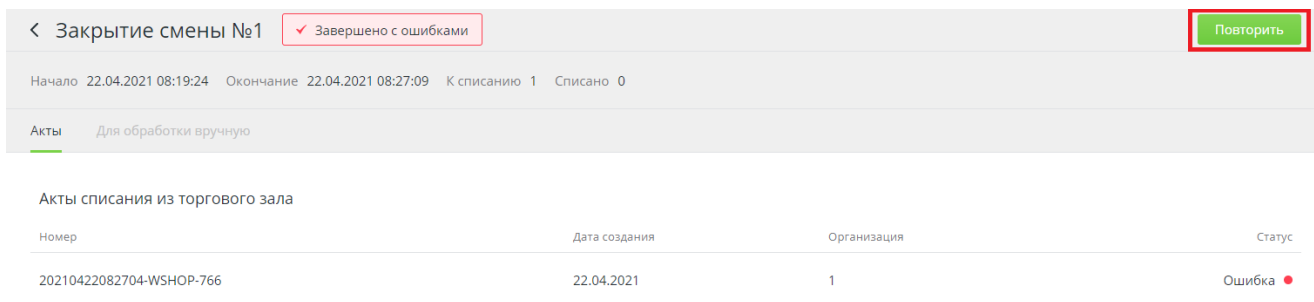 Закрытие смены №1 Завершено с ошибками Повторить
Начало 22.04.2021 08:19:24 Окончание 22.04.2021 08:27:09 К списанию 1 Списано 0
Акты Для обработки вручную
Акты списания из торгового зала
Номер Дата создания Организация Статус
20210422082704-WSHOP-766 22.04.2021 1 Ошибка